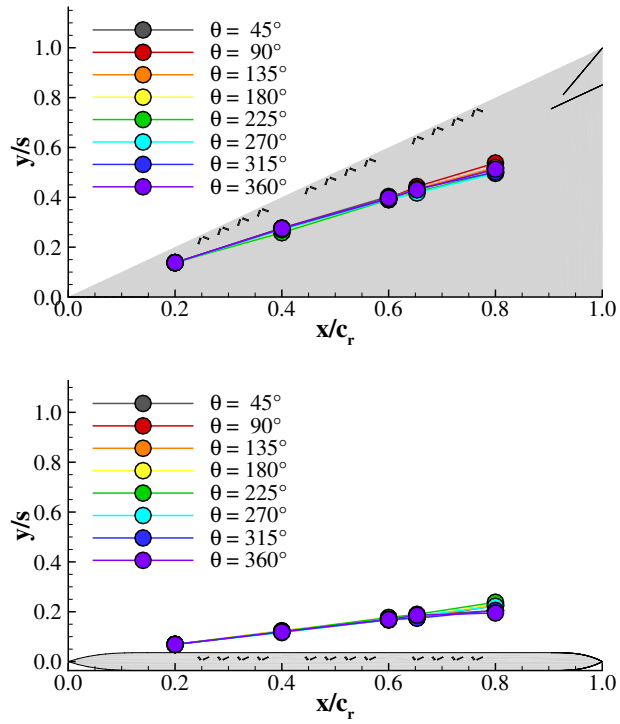 y/s
1.0
0.8
0.6
0.4
0.2
0.0
θ = 45°
θ = 90°
θ = 135°
θ = 180°
θ = 225°
θ = 270°
θ = 315°
θ = 360°
0.0 0.2 0.4 0.6 0.8 1.0
x/cr
y/s
1.0
0.8
0.6
0.4
0.2
0.0
θ = 45°
θ = 90°
θ = 135°
θ = 180°
θ = 225°
θ = 270°
θ = 315°
θ = 360°
0.0 0.2 0.4 0.6 0.8 1.0
x/cr